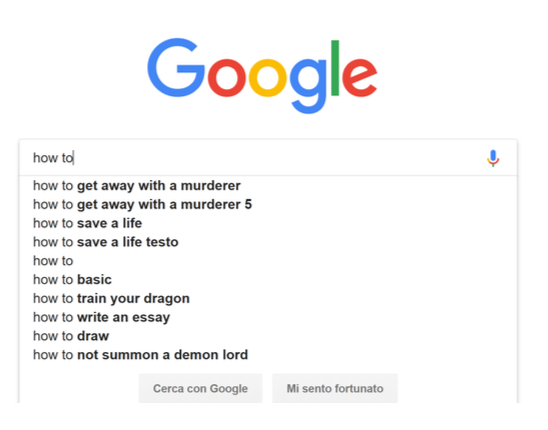 Google
how to
how to get away with a murderer
how to get away with a murderer 5
how to save a life
how to save a life testo
how to
how to basic
how to train your dragon
how to write an essay
how to draw
how to not summon a demon lord
Cerca con Google Mi sento fortunato